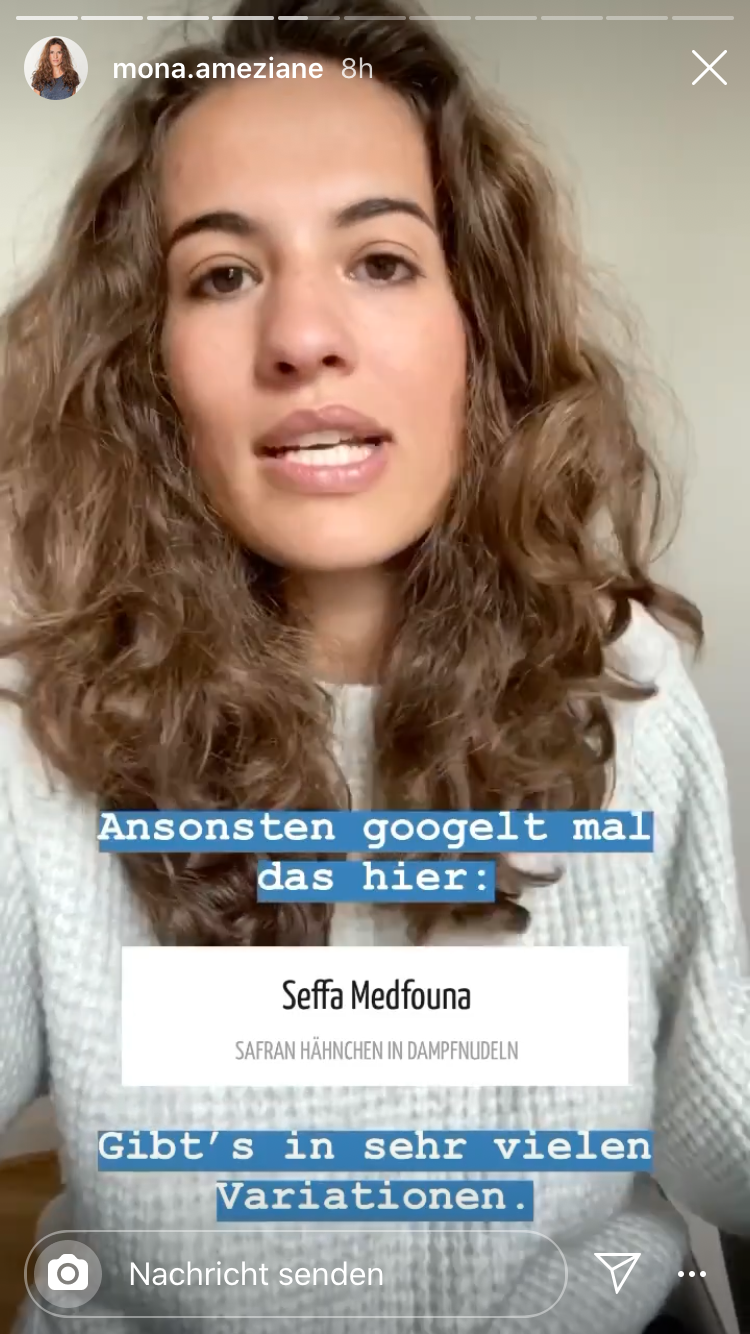 mona.ameziane 8h
Ansonsten googelt mal
das hier:
Seffa Medfouna
SAFRAN HÄHNCHEN IN DAMPFNUDELN
Gibt's in sehr vielen
Variationen.
Nachricht senden